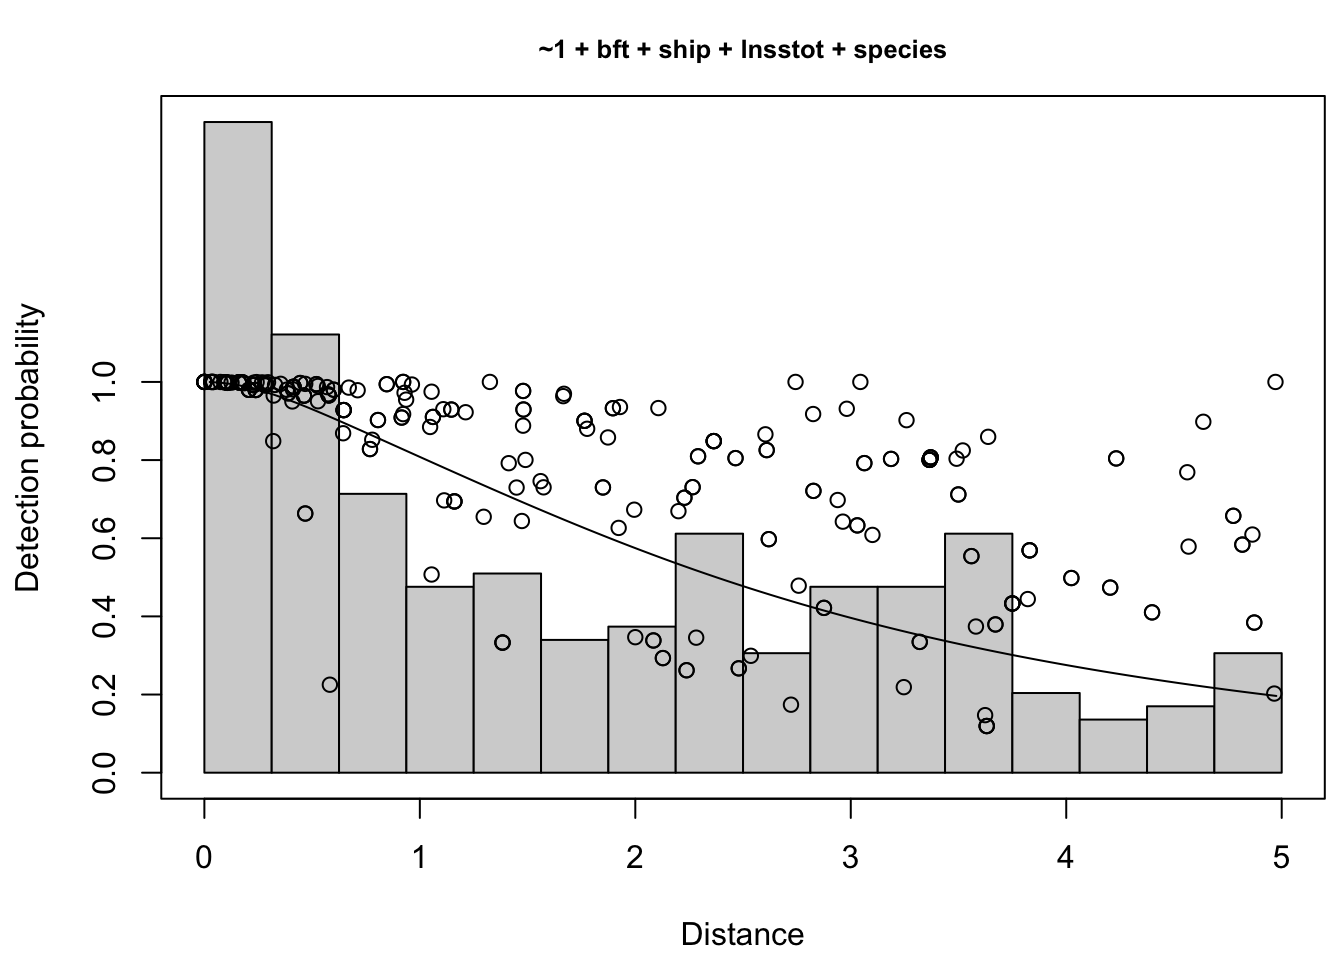 ~1 + bft + ship + lnsstot + species
Detection probability
1.0
0.8
0.6
0.4
0.2
0.0
0 1 2 3 4 5
Distance